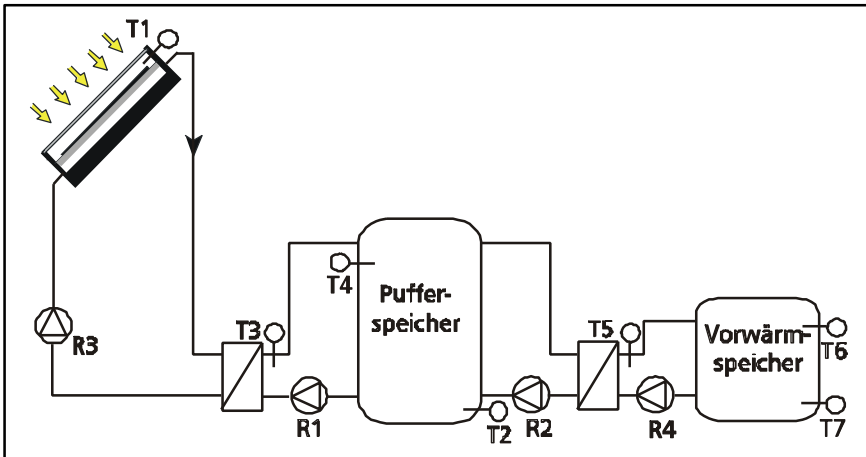 T1
T3
T4
Puffer-
speicher
T5
Vorwärm-
speicher
T6
R3
R1
T2
R2
R4
T7